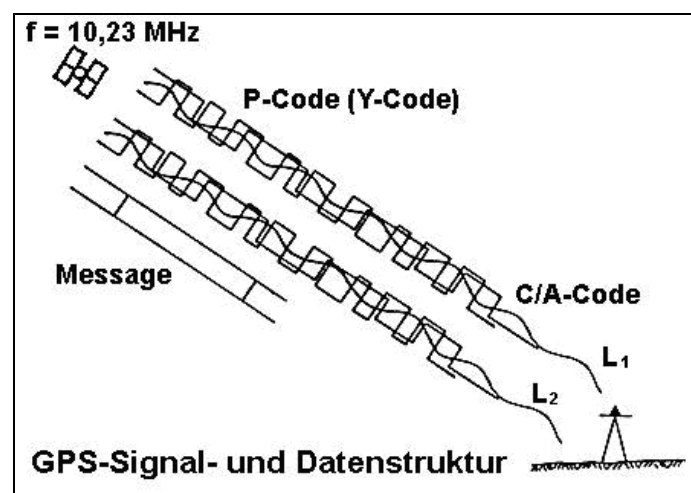 f = 10,23 MHz
P-Code (Y-Code)
Message
C/A-Code
L₁
L₂
GPS-Signal- und Datenstruktur